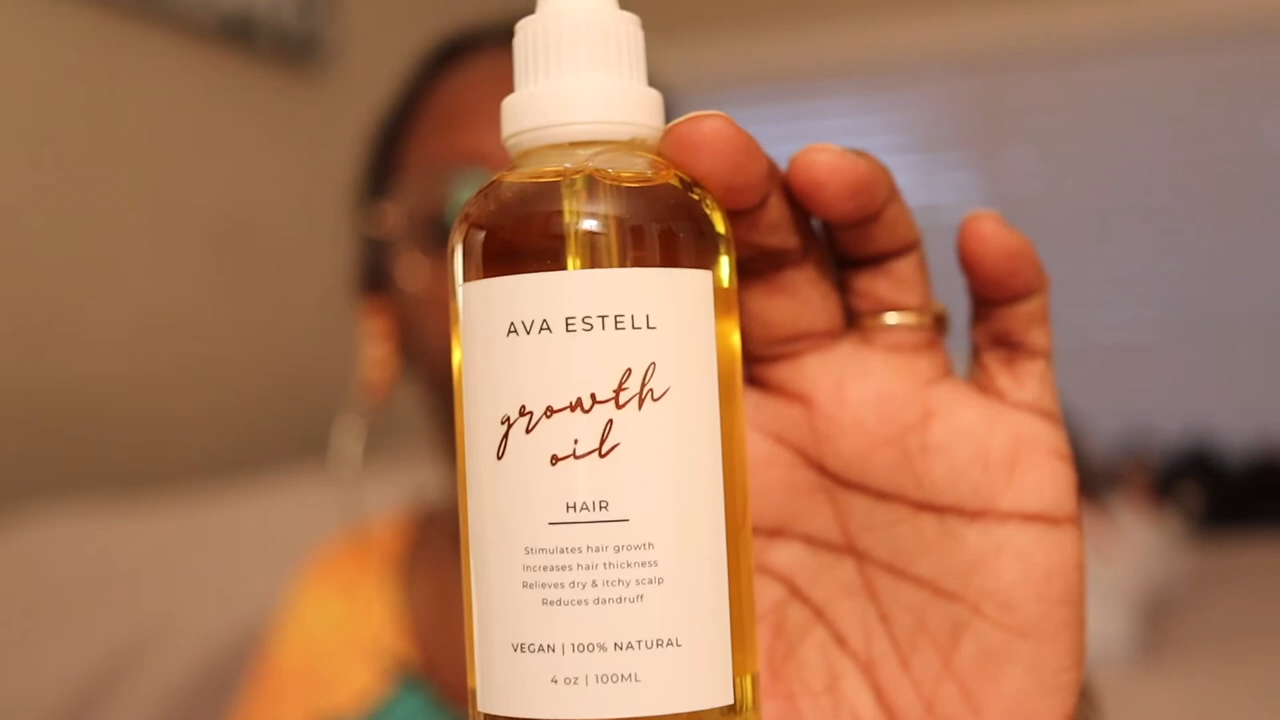 AVA ESTELL
growth
oil
HAIR
Stimulates hair growth
Increases hair thickness
Relieves dry & itchy scalp
Reduces dandruff
VEGAN | 100% NATURAL
4 oz | 100ML